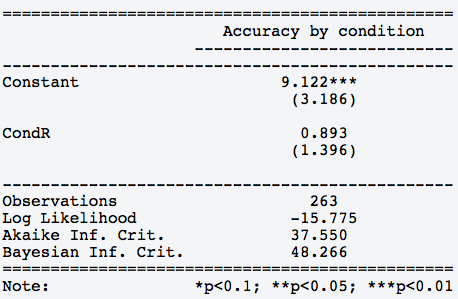 Accuracy by condition
Constant 9.122***
(3.186)
CondR 0.893
(1.396)
Observations 263
Log Likelihood -15.775
Akaike Inf. Crit. 37.550
Bayesian Inf. Crit. 48.266
Note: *p<0.1; **p<0.05; ***p<0.01